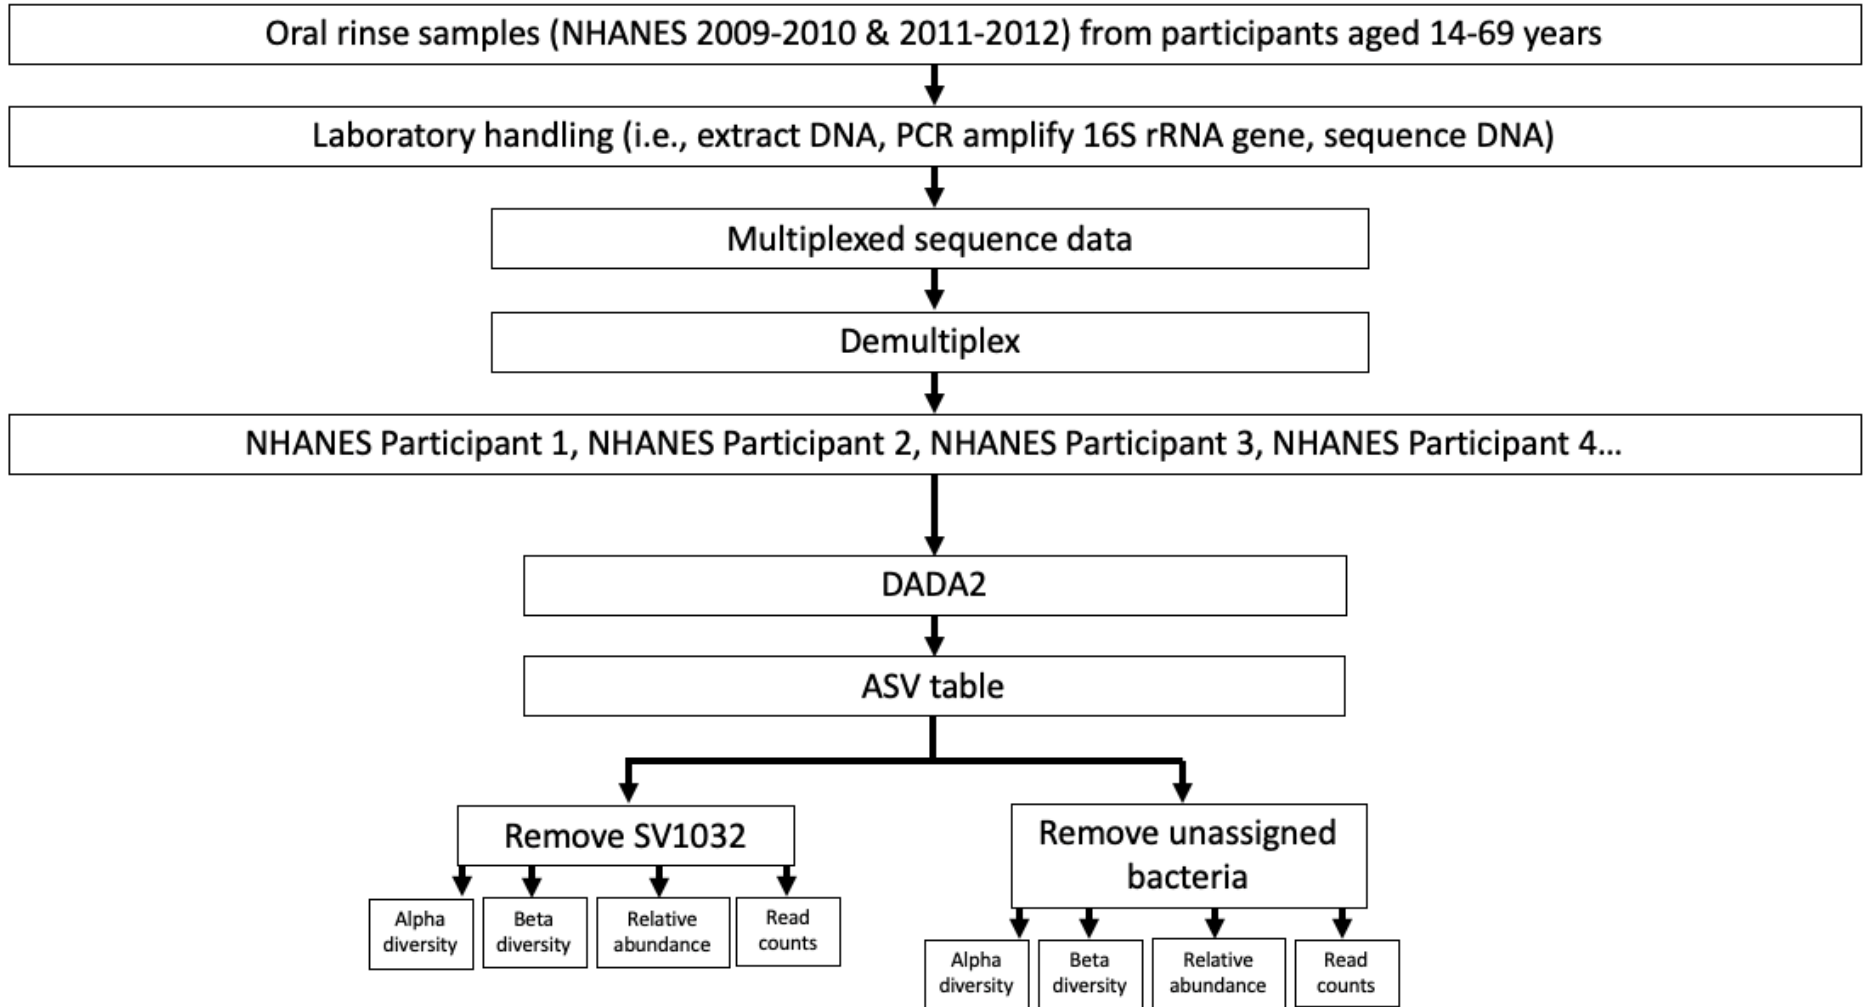 Oral rinse samples (NHANES 2009-2010 & 2011-2012) from participants aged 14-69 years
Laboratory handling (i.e., extract DNA, PCR amplify 16S rRNA gene, sequence DNA)
Multiplexed sequence data
Demultiplex
NHANES Participant 1, NHANES Participant 2, NHANES Participant 3, NHANES Participant 4...
DADA2
ASV table
Remove SV1032
Alpha
diversity
Beta
diversity
Relative
abundance
Read
counts
Remove unassigned
bacteria
Alpha
diversity
Beta
diversity
Relative
abundance
Read
counts